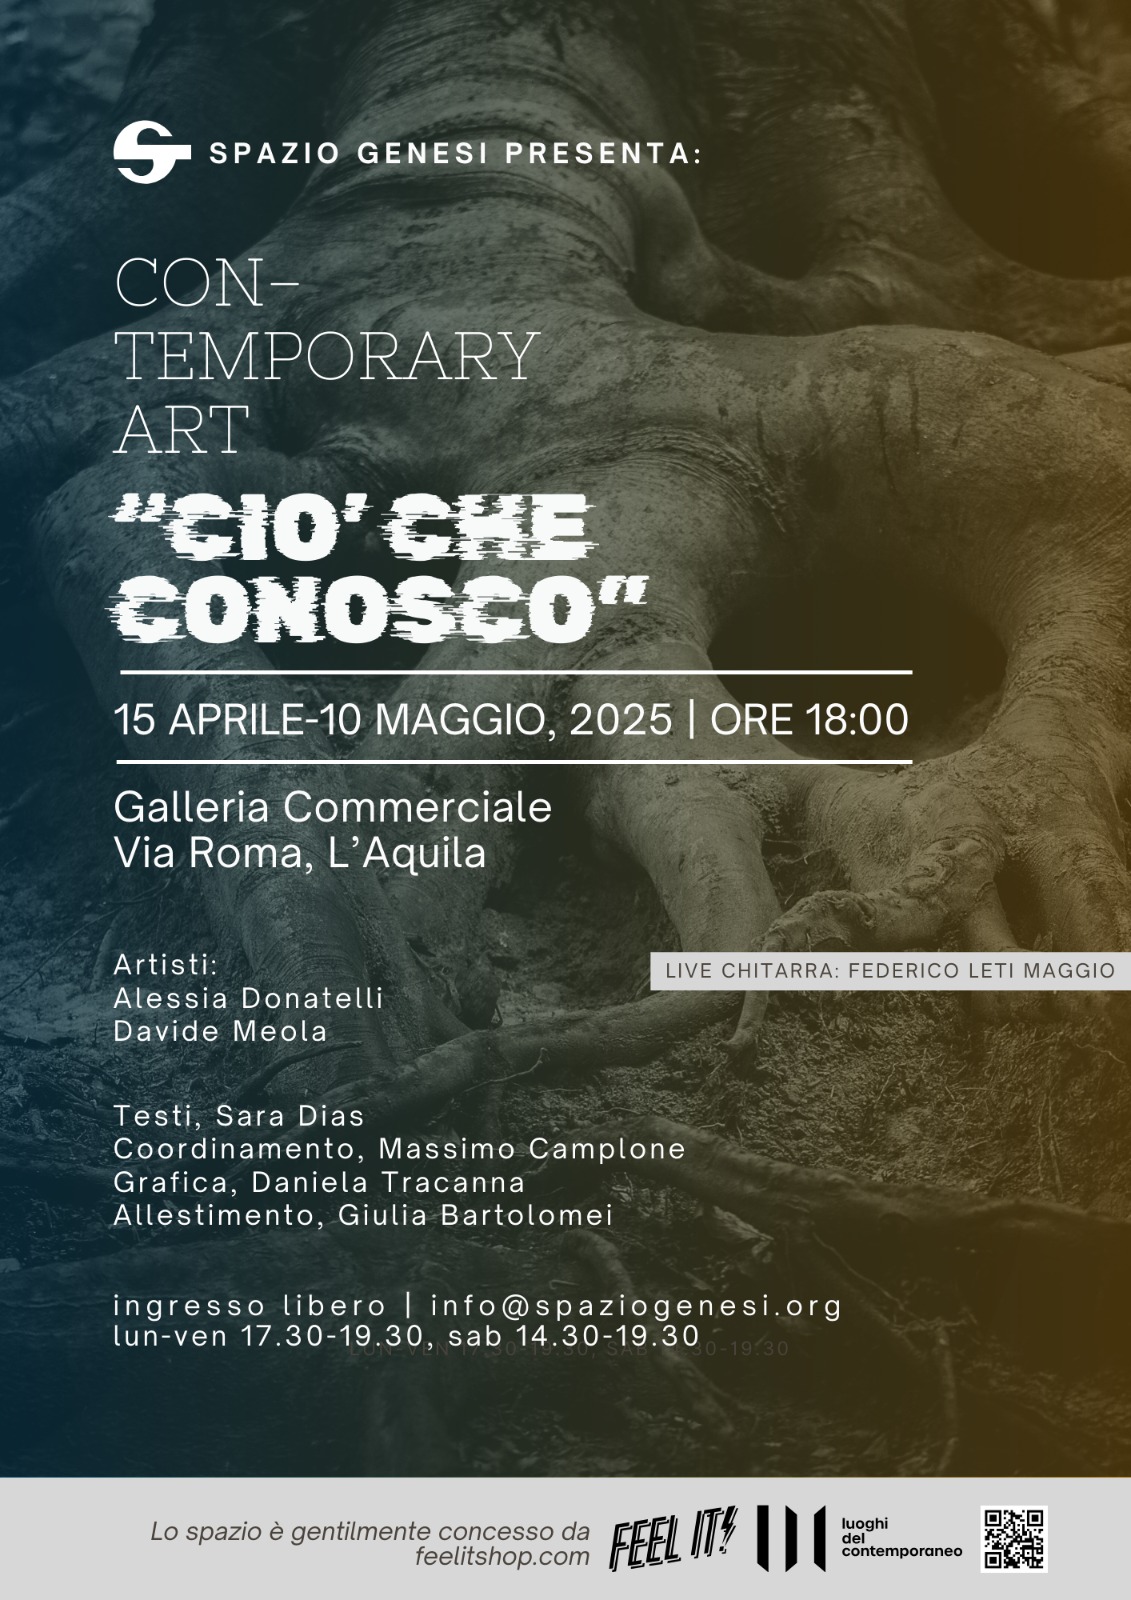 SPAZIO GENESI PRESENTA:
CON-
TEMPORARY
ART
"CIO' CHE
CONOSCO"
15 APRILE-10 MAGGIO, 2025 | ORE 18:00
Galleria Commerciale
Via Roma, L’Aquila
LIVE CHITARRA: FEDERICO LETI MAGGIO
Artisti:
Alessia Donatelli
Davide Meola
Testi, Sara Dias
Coordinamento, Massimo Camplone
Grafica, Daniela Tracanna
Allestimento, Giulia Bartolomei
ingresso libero | info@spaziogenesi.org
lun-ven 17.30-19.30, sab 14.30-19.30
Lo spazio è gentilmente concesso da
feelitshop.com
FEEL IT!
luoghi
del
contemporaneo